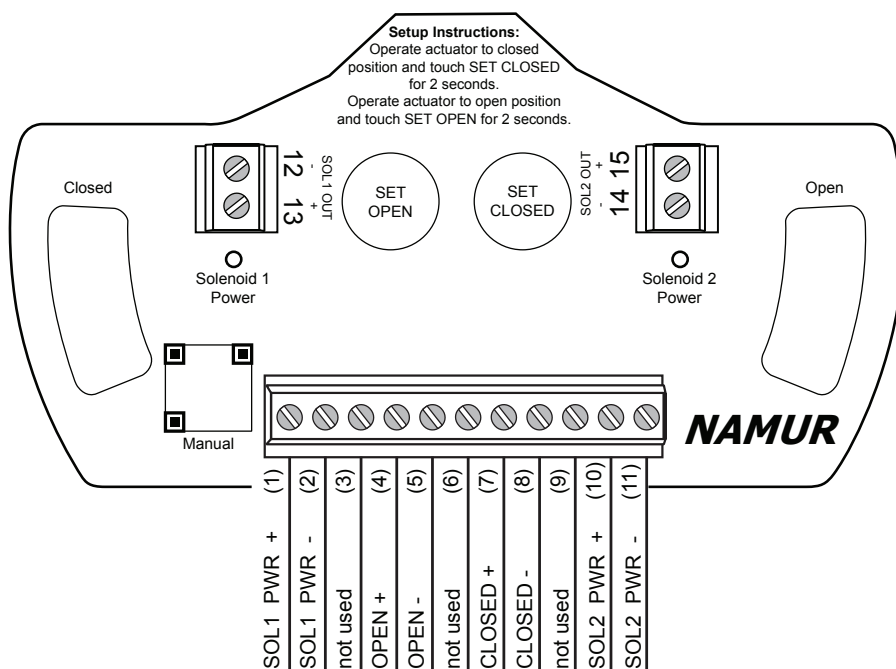 Setup Instructions:
Operate actuator to closed
position and touch SET CLOSED
for 2 seconds.
Operate actuator to open position
and touch SET OPEN for 2 seconds.
Closed
12 - SOL1 OUT
13 +
SET
OPEN
SET
CLOSED
SOL2 OUT + 15
- 14
Open
Solenoid 1
Power
Solenoid 2
Power
Manual
NAMUR
SOL1 PWR + (1)
SOL1 PWR - (2)
not used (3)
OPEN + (4)
OPEN - (5)
not used (6)
CLOSED + (7)
CLOSED - (8)
not used (9)
SOL2 PWR + (10)
SOL2 PWR - (11)